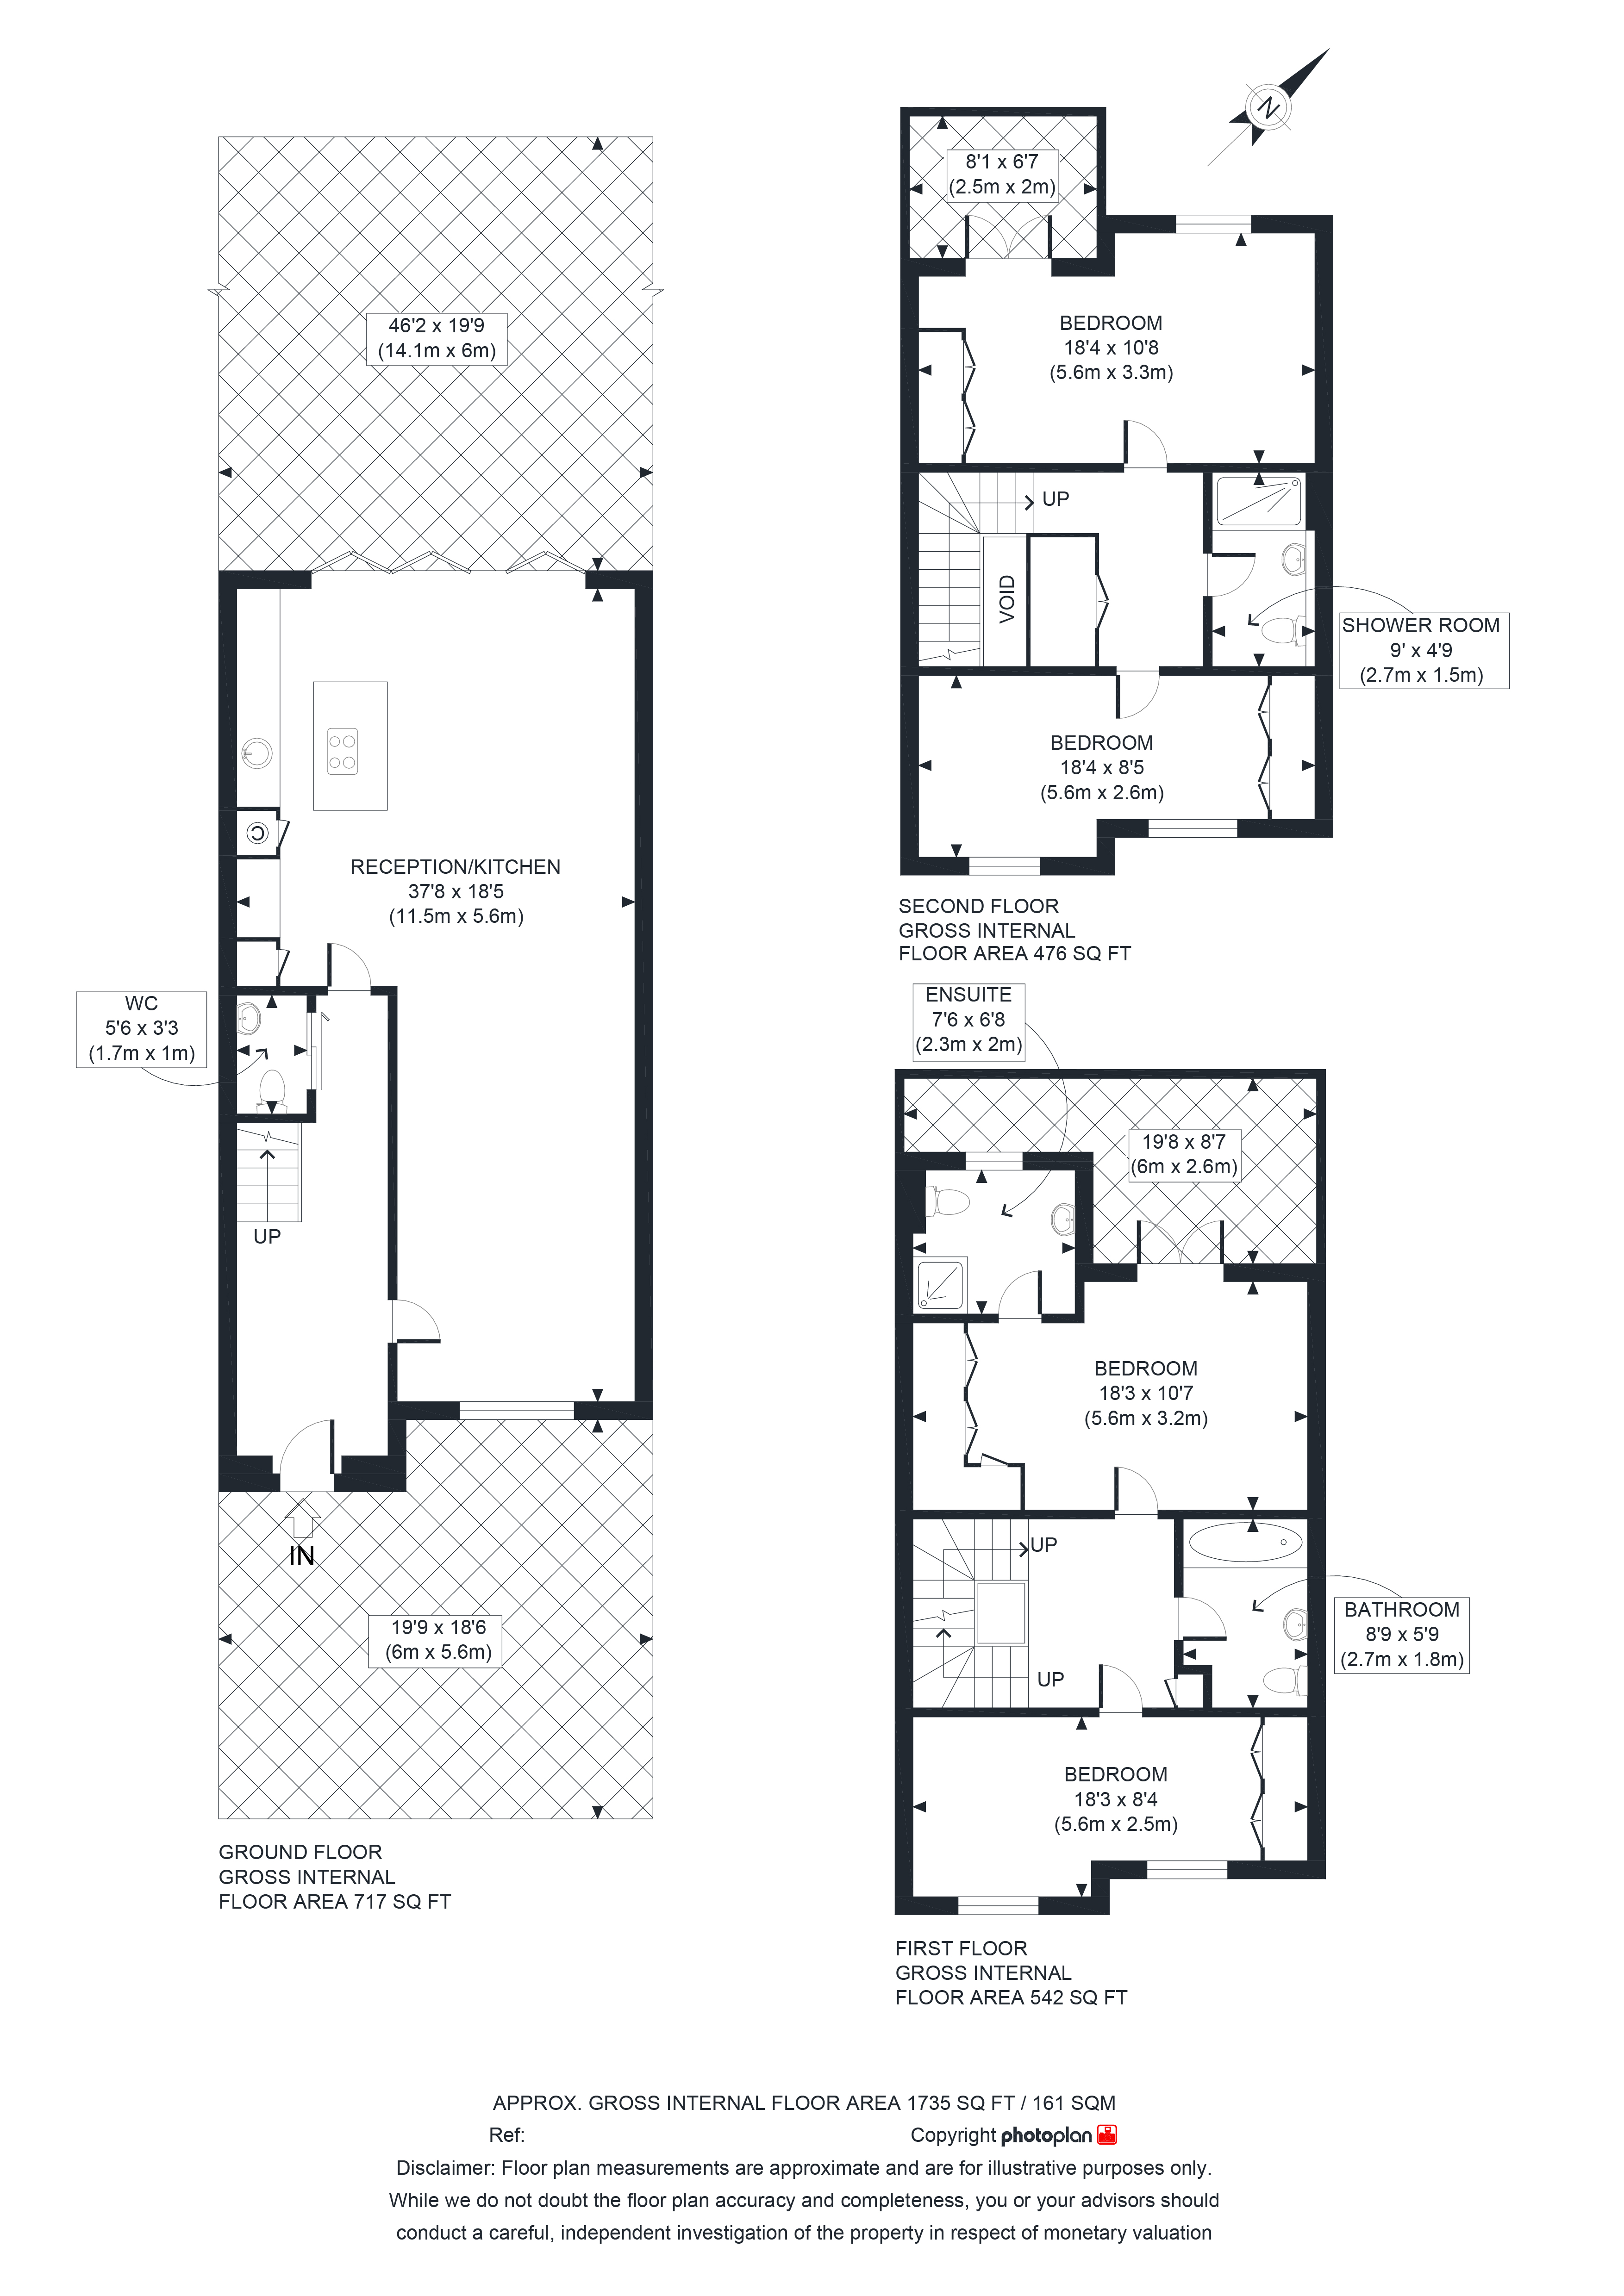 N
8'1 x 6'7
(2.5m x 2m)
BEDROOM
18'4 x 10'8
(5.6m x 3.3m)
UP
VOID
SHOWER ROOM
9' x 4'9
(2.7m x 1.5m)
BEDROOM
18'4 x 8'5
(5.6m x 2.6m)
SECOND FLOOR
GROSS INTERNAL
FLOOR AREA 476 SQ FT
46'2 x 19'9
(14.1m x 6m)
C
RECEPTION/KITCHEN
37'8 x 18'5
(11.5m x 5.6m)
WC
5'6 x 3'3
(1.7m x 1m)
UP
IN
19'9 x 18'6
(6m x 5.6m)
GROUND FLOOR
GROSS INTERNAL
FLOOR AREA 717 SQ FT
ENSUITE
7'6 x 6'8
(2.3m x 2m)
19'8 x 8'7
(6m x 2.6m)
BEDROOM
18'3 x 10'7
(5.6m x 3.2m)
UP
UP
BATHROOM
8'9 x 5'9
(2.7m x 1.8m)
BEDROOM
18'3 x 8'4
(5.6m x 2.5m)
FIRST FLOOR
GROSS INTERNAL
FLOOR AREA 542 SQ FT
APPROX. GROSS INTERNAL FLOOR AREA 1735 SQ FT / 161 SQM
Ref: Copyright photoplan
Disclaimer: Floor plan measurements are approximate and are for illustrative purposes only.
While we do not doubt the floor plan accuracy and completeness, you or your advisors should
conduct a careful, independent investigation of the property in respect of monetary valuation